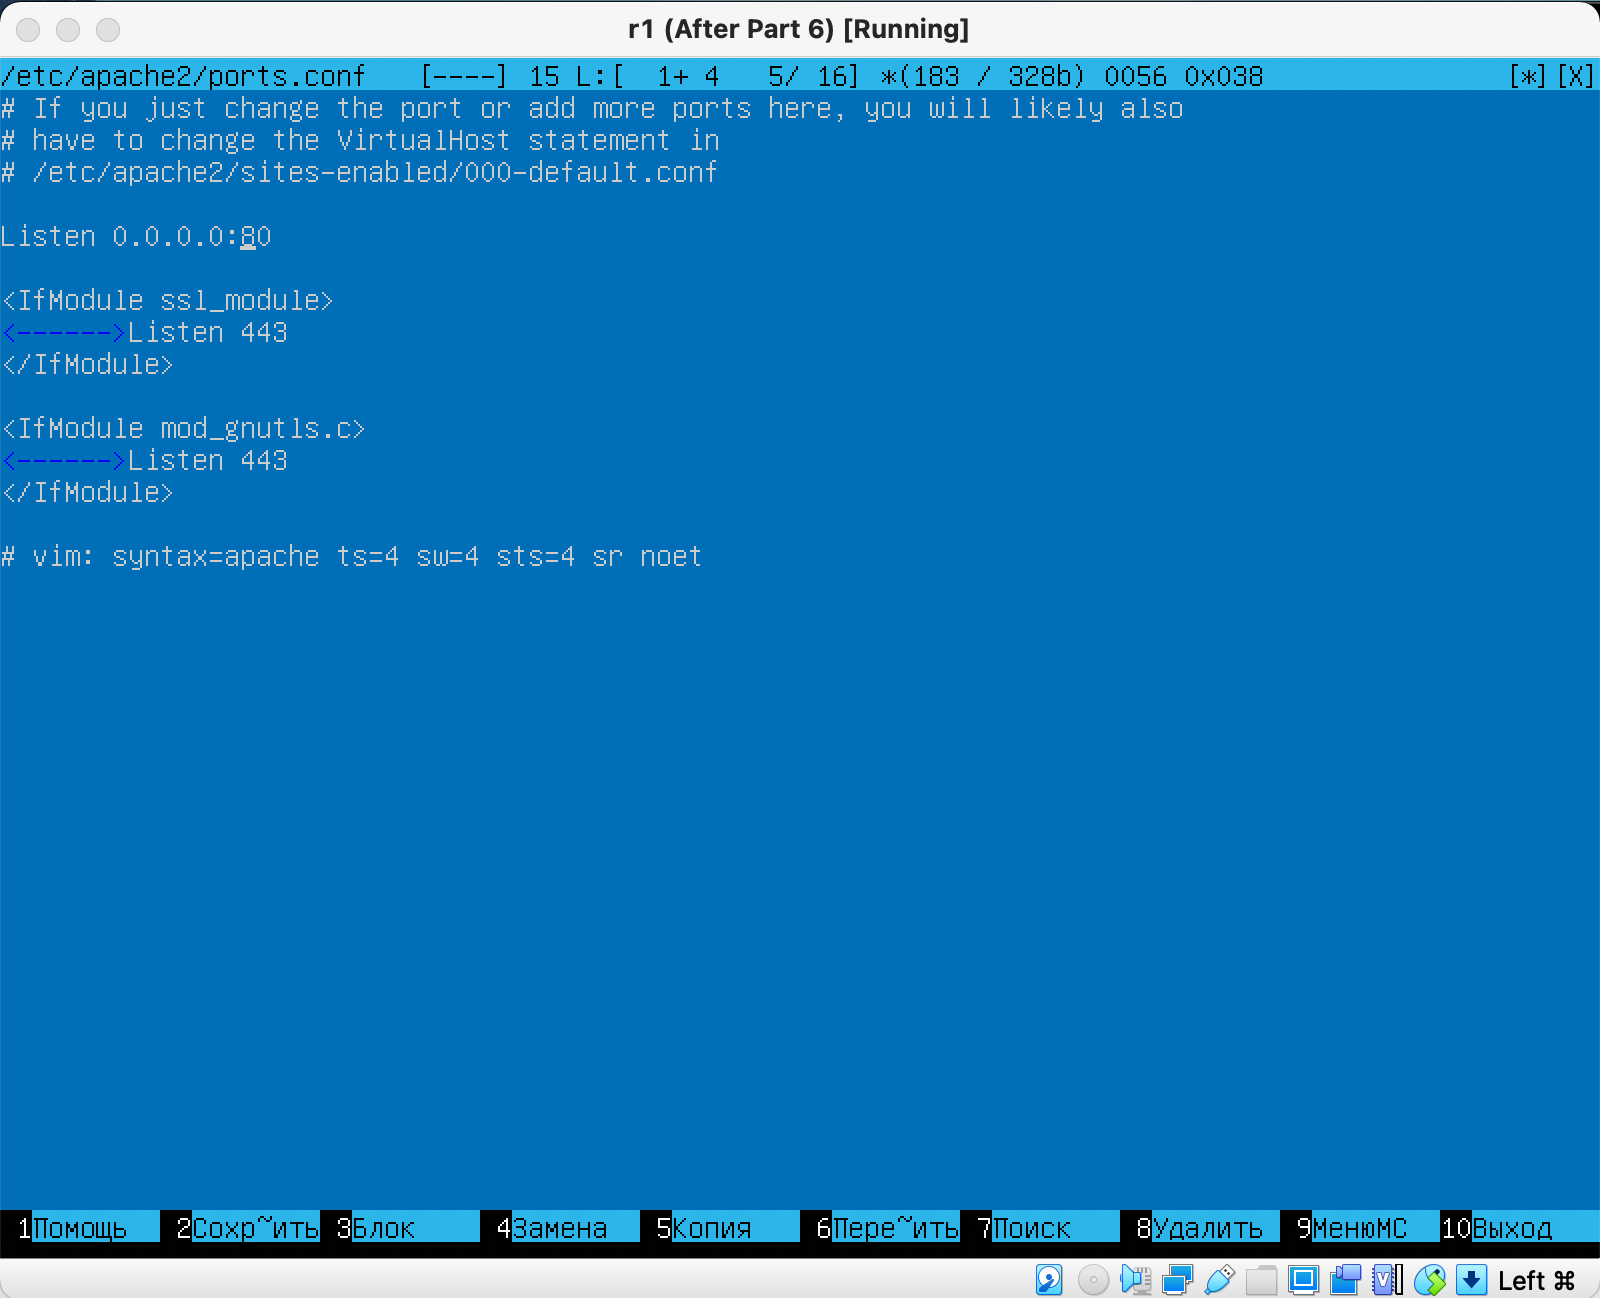 r1 (After Part 6) [Running]
/etc/apache2/ports.conf   [----] 15 L:[  1+ 4   5/ 16] *(183 / 328b) 0056 0x038 [*][X]
# If you just change the port or add more ports here, you will likely also
# have to change the VirtualHost statement in
# /etc/apache2/sites-enabled/000-default.conf
Listen 0.0.0.0:80
<IfModule ssl_module>
<------>Listen 443
</IfModule>
<IfModule mod_gnutls.c>
<------>Listen 443
</IfModule>
# vim: syntax=apache ts=4 sw=4 sts=4 sr noet
1Помощь 2Сохр~ить 3Блок 4Замена 5Копия 6Пере~ить 7Поиск 8Удалить 9МенюMC 10Выход
Left ⌘